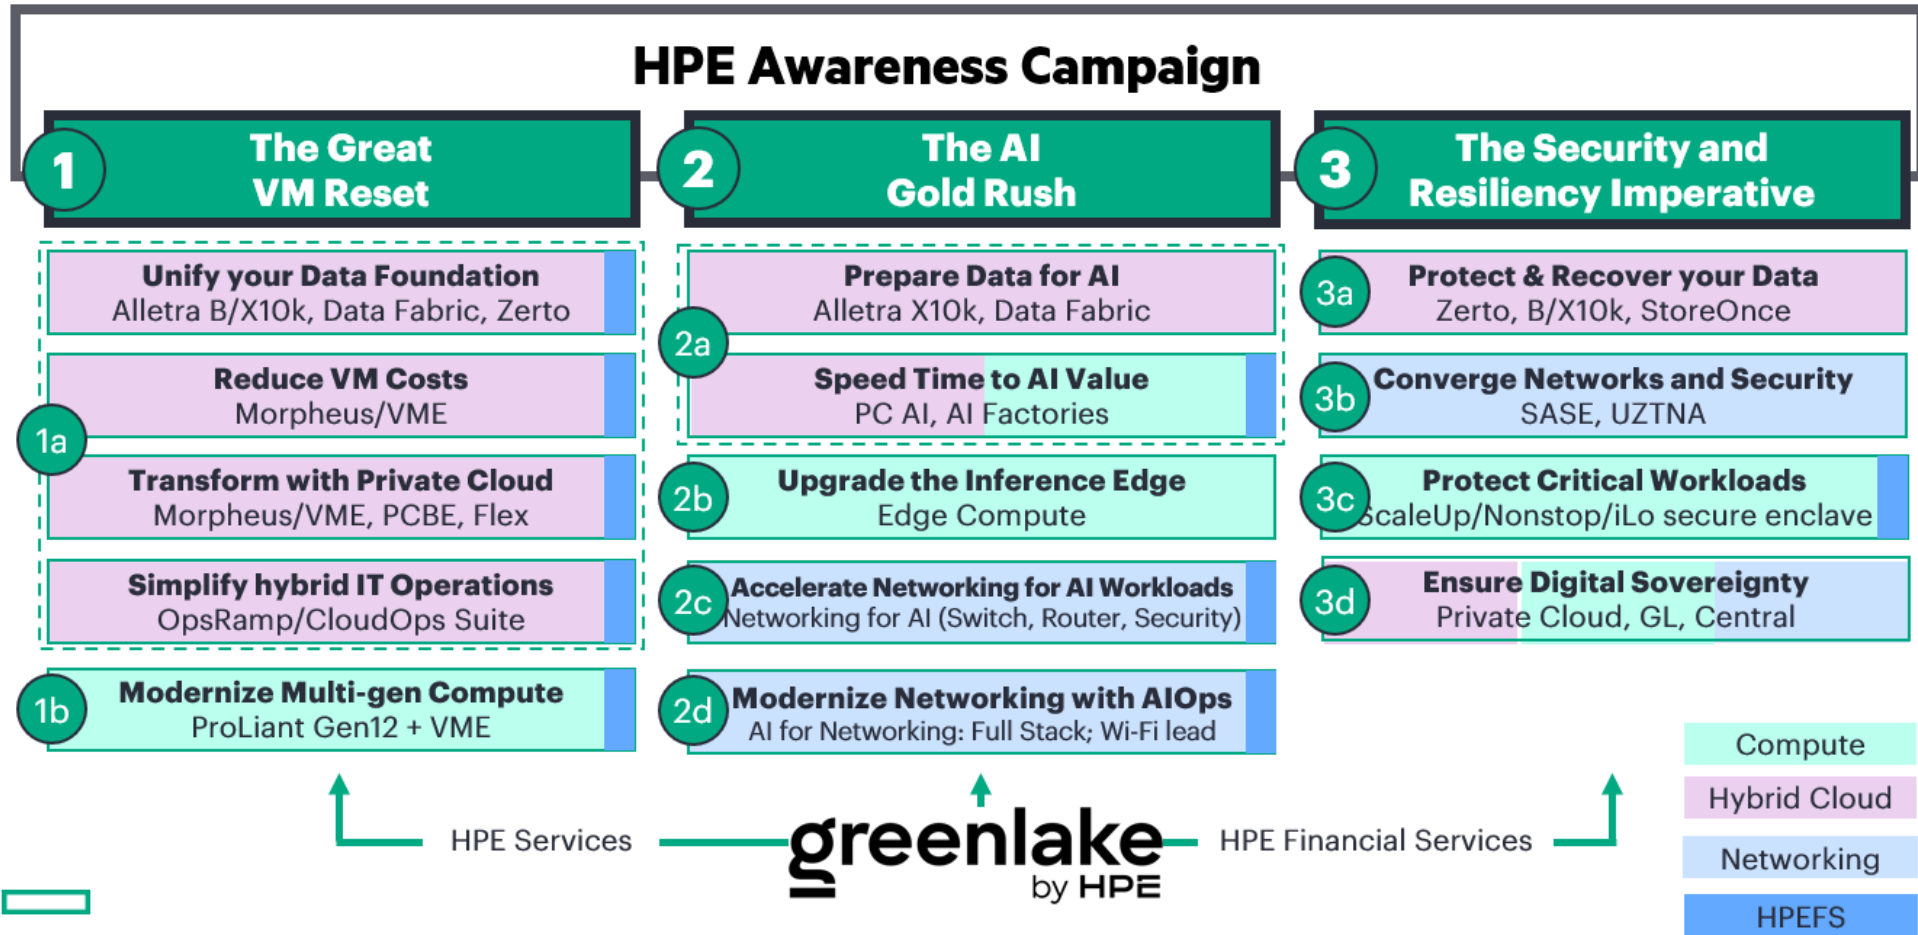 HPE Awareness Campaign
1
The Great
VM Reset
Unify your Data Foundation
Alletra B/X10k, Data Fabric, Zerto
1a
Reduce VM Costs
Morpheus/VME
Transform with Private Cloud
Morpheus/VME, PCBE, Flex
Simplify hybrid IT Operations
OpsRamp/CloudOps Suite
1b
Modernize Multi-gen Compute
ProLiant Gen12 + VME
2
The AI
Gold Rush
2a
Prepare Data for AI
Alletra X10k, Data Fabric
Speed Time to AI Value
PC AI, AI Factories
2b
Upgrade the Inference Edge
Edge Compute
2c
Accelerate Networking for AI Workloads
Networking for AI (Switch, Router, Security)
2d
Modernize Networking with AIOps
AI for Networking: Full Stack; Wi-Fi lead
3
The Security and
Resiliency Imperative
3a
Protect & Recover your Data
Zerto, B/X10k, StoreOnce
3b
Converge Networks and Security
SASE, UZTNA
3c
Protect Critical Workloads
ScaleUp/Nonstop/iLo secure enclave
3d
Ensure Digital Sovereignty
Private Cloud, GL, Central
HPE Services
greenlake
by HPE
HPE Financial Services
Compute
Hybrid Cloud
Networking
HPEFS